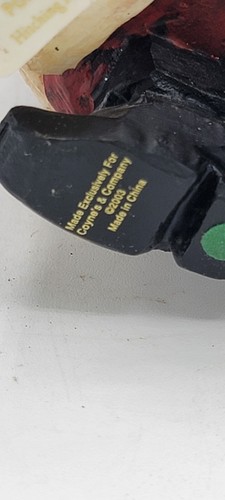 Made Exclusively For
Coyne's & Company
©2003
Made in China